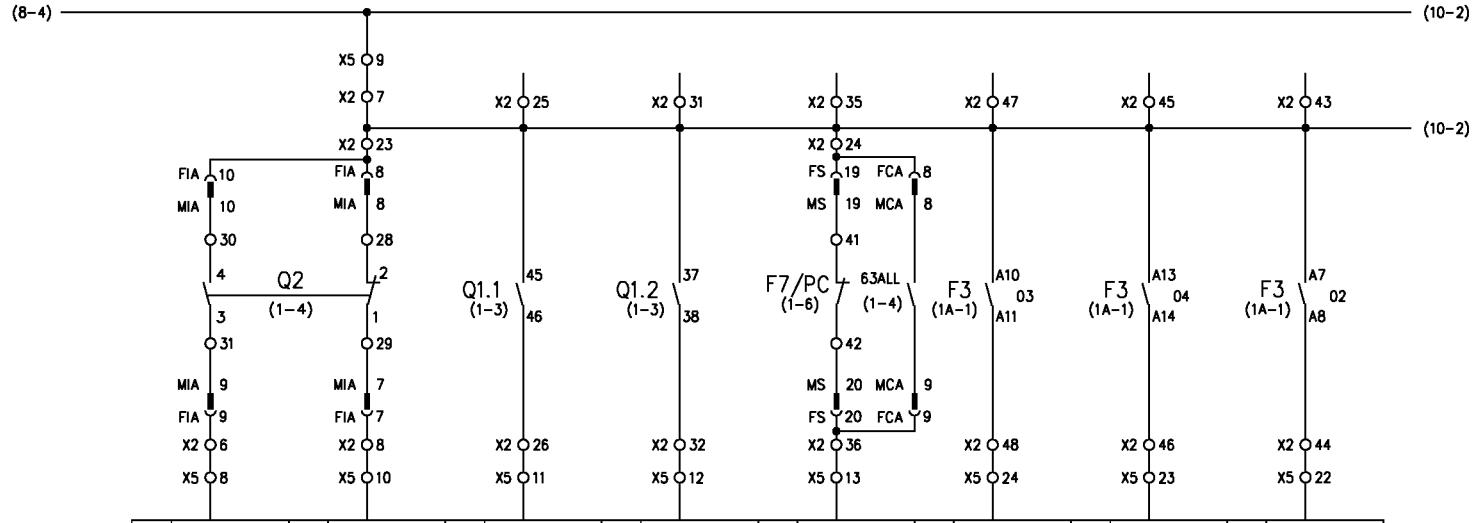 (8-4) (10-2)
X5 9
X2 7 X2 25 X2 31 X2 35 X2 47 X2 45 X2 43
(10-2)
X2 23 X2 24
FIA 10 FIA 8 FS 19 FCA 8
MIA 10 MIA 8 MS 19 MCA 8
30 28 41
4 2 45 37 A10 A13 A7
Q2 Q1.1 Q1.2 F7/PC 63ALL F3 03 F3 04 F3 02
(1-4) (1-3) (1-3) (1-6) (1-4) (1A-1) (1A-1) (1A-1)
3 1 46 38 A11 A14 A8
31 29 42
MIA 9 MIA 7 MS 20 MCA 9
FIA 9 FIA 7 FS 20 FCA 9
X2 6 X2 8 X2 26 X2 32 X2 36 X2 48 X2 46 X2 44
X5 8 X5 10 X5 11 X5 12 X5 13 X5 24 X5 23 X5 22